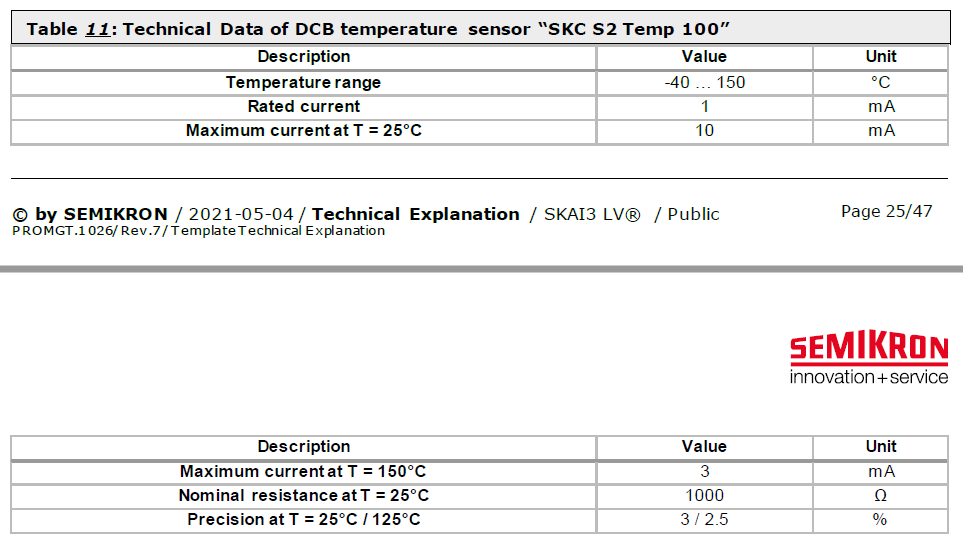 Table 11: Technical Data of DCB temperature sensor “SKC S2 Temp 100”
Description Value Unit
Temperature range -40 … 150 °C
Rated current 1 mA
Maximum current at T = 25°C 10 mA
© by SEMIKRON / 2021-05-04 / Technical Explanation / SKAI3 LV® / Public Page 25/47
PROMGT.1026/ Rev.7/ Template Technical Explanation
SEMIKRON
innovation+service
Description Value Unit
Maximum current at T = 150°C 3 mA
Nominal resistance at T = 25°C 1000 Ω
Precision at T = 25°C / 125°C 3 / 2.5 %